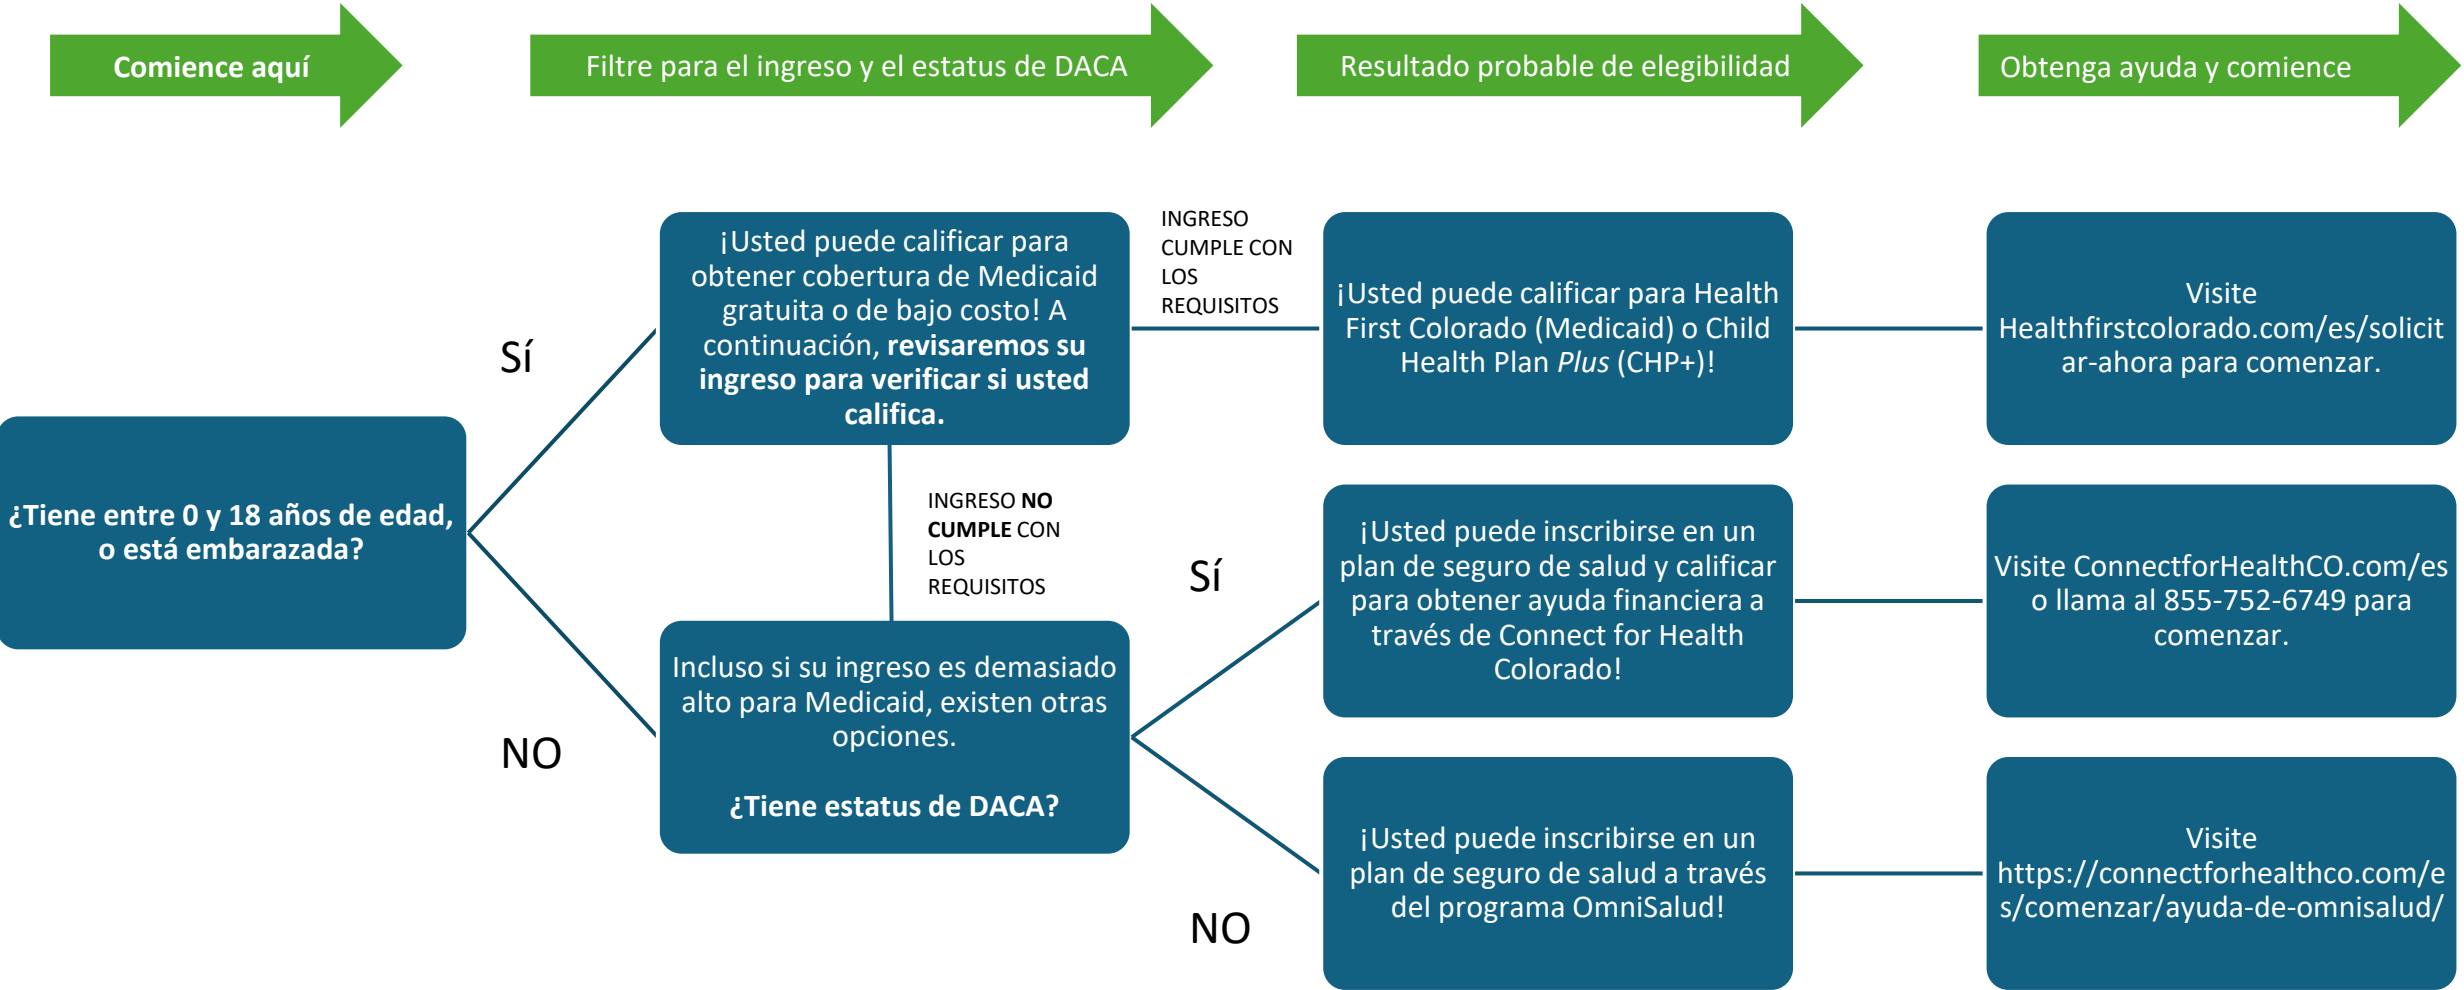 Comience aquí
Filtre para el ingreso y el estatus de DACA
Resultado probable de elegibilidad
Obtenga ayuda y comience
¿Tiene entre 0 y 18 años de edad,
o está embarazada?
Sí
NO
¡Usted puede calificar para
obtener cobertura de Medicaid
gratuita o de bajo costo! A
continuación, revisaremos su
ingreso para verificar si usted
califica.
INGRESO
CUMPLE CON
LOS
REQUISITOS
INGRESO NO
CUMPLE CON
LOS
REQUISITOS
Incluso si su ingreso es demasiado
alto para Medicaid, existen otras
opciones.
¿Tiene estatus de DACA?
Sí
NO
¡Usted puede calificar para Health
First Colorado (Medicaid) o Child
Health Plan Plus (CHP+)!
Visite
Healthfirstcolorado.com/es/solicit
ar-ahora para comenzar.
¡Usted puede inscribirse en un
plan de seguro de salud y calificar
para obtener ayuda financiera a
través de Connect for Health
Colorado!
Visite ConnectforHealthCO.com/es
o llama al 855-752-6749 para
comenzar.
¡Usted puede inscribirse en un
plan de seguro de salud a través
del programa OmniSalud!
Visite
https://connectforhealthco.com/e
s/comenzar/ayuda-de-omnisalud/